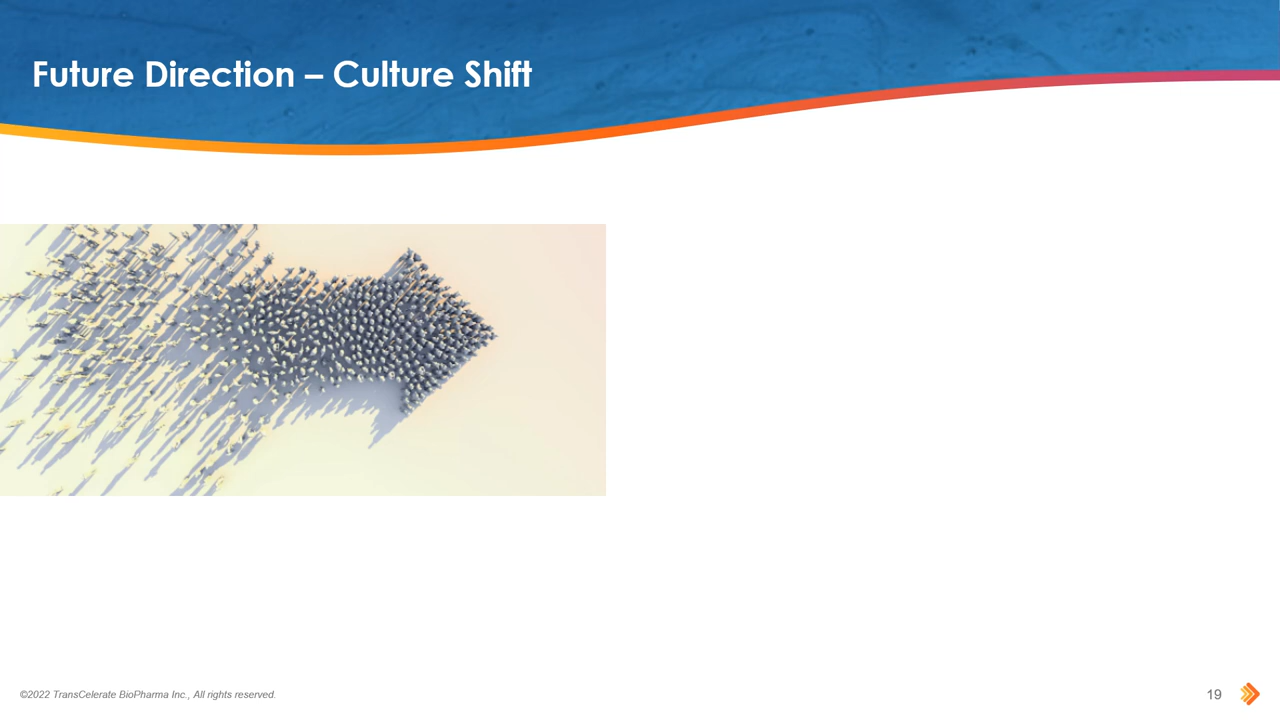 Future Direction – Culture Shift
©2022 TransCelerate BioPharma Inc., All rights reserved.
19